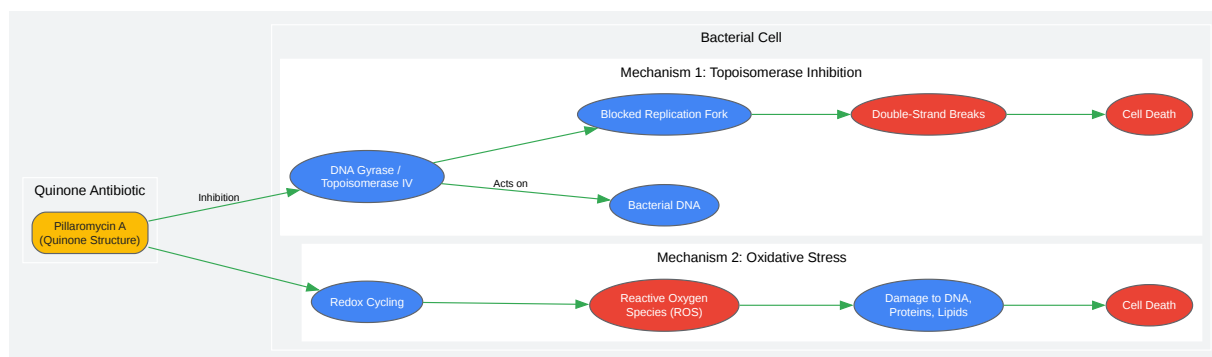 Bacterial Cell
Mechanism 1: Topoisomerase Inhibition
Blocked Replication Fork
Double-Strand Breaks
Cell Death
DNA Gyrase /
Topoisomerase IV
Acts on
Bacterial DNA
Quinone Antibiotic
Pillaromycin A
(Quinone Structure)
Inhibition
Mechanism 2: Oxidative Stress
Redox Cycling
Reactive Oxygen
Species (ROS)
Damage to DNA,
Proteins, Lipids
Cell Death